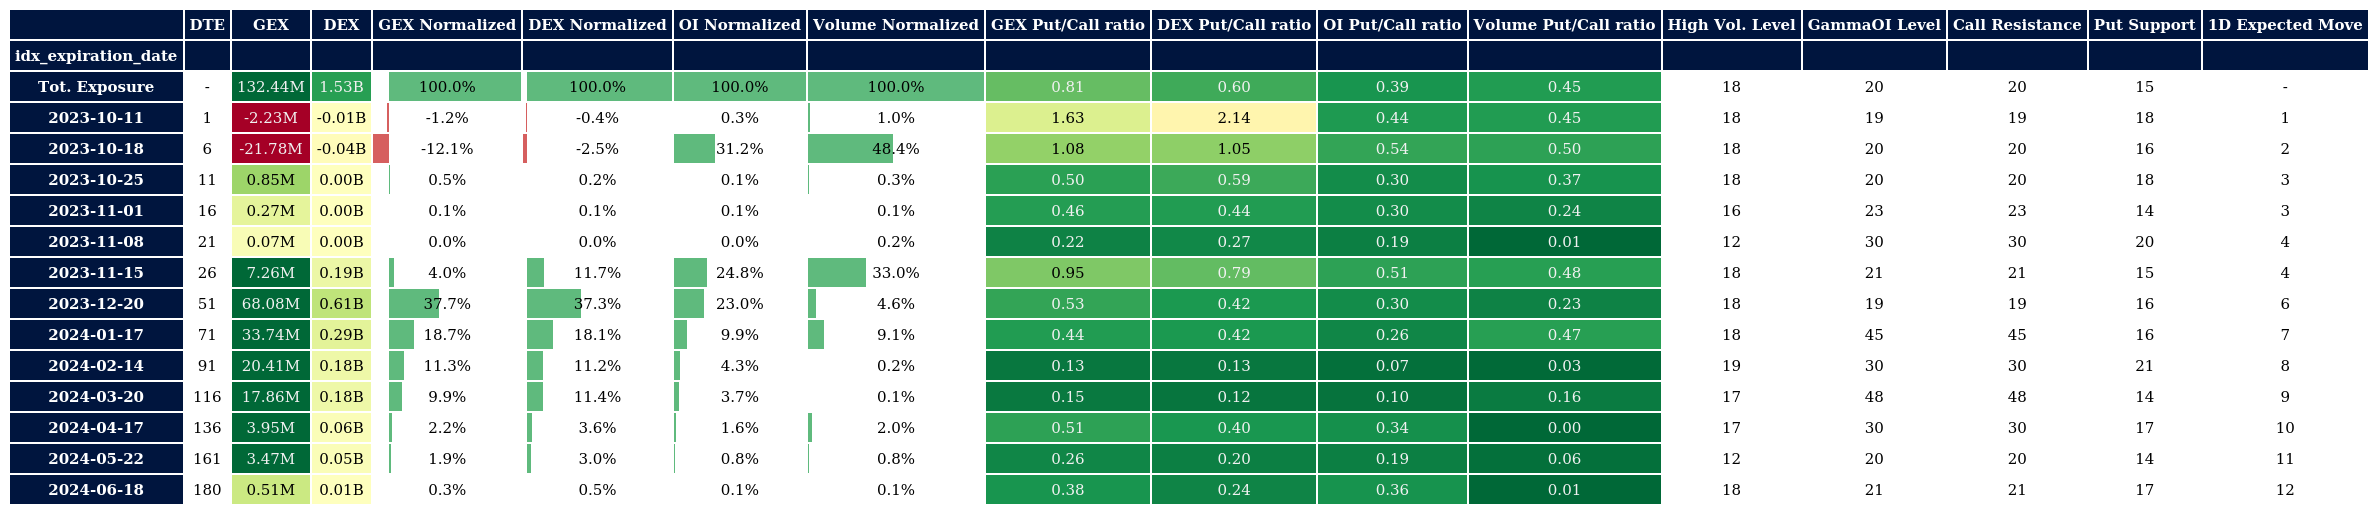 DTE GEX DEX GEX Normalized DEX Normalized OI Normalized Volume Normalized GEX Put/Call ratio DEX Put/Call ratio OI Put/Call ratio Volume Put/Call ratio High Vol. Level GammaOI Level Call Resistance Put Support 1D Expected Move
idx_expiration_date
Tot. Exposure - 132.44M 1.53B 100.0% 100.0% 100.0% 100.0% 0.81 0.60 0.39 0.45 18 20 20 15 -
2023-10-11 1 -2.23M -0.01B -1.2% -0.4% 0.3% 1.0% 1.63 2.14 0.44 0.45 18 19 19 18 1
2023-10-18 6 -21.78M -0.04B -12.1% -2.5% 31.2% 48.4% 1.08 1.05 0.54 0.50 18 20 20 16 2
2023-10-25 11 0.85M 0.00B 0.5% 0.2% 0.1% 0.3% 0.50 0.59 0.30 0.37 18 20 20 18 3
2023-11-01 16 0.27M 0.00B 0.1% 0.1% 0.1% 0.1% 0.46 0.44 0.30 0.24 16 23 23 14 3
2023-11-08 21 0.07M 0.00B 0.0% 0.0% 0.0% 0.2% 0.22 0.27 0.19 0.01 12 30 30 20 4
2023-11-15 26 7.26M 0.19B 4.0% 11.7% 24.8% 33.0% 0.95 0.79 0.51 0.48 18 21 21 15 4
2023-12-20 51 68.08M 0.61B 37.7% 37.3% 23.0% 4.6% 0.53 0.42 0.30 0.23 18 19 19 16 6
2024-01-17 71 33.74M 0.29B 18.7% 18.1% 9.9% 9.1% 0.44 0.42 0.26 0.47 18 45 45 16 7
2024-02-14 91 20.41M 0.18B 11.3% 11.2% 4.3% 0.2% 0.13 0.13 0.07 0.03 19 30 30 21 8
2024-03-20 116 17.86M 0.18B 9.9% 11.4% 3.7% 0.1% 0.15 0.12 0.10 0.16 17 48 48 14 9
2024-04-17 136 3.95M 0.06B 2.2% 3.6% 1.6% 2.0% 0.51 0.40 0.34 0.00 17 30 30 17 10
2024-05-22 161 3.47M 0.05B 1.9% 3.0% 0.8% 0.8% 0.26 0.20 0.19 0.06 12 20 20 14 11
2024-06-18 180 0.51M 0.01B 0.3% 0.5% 0.1% 0.1% 0.38 0.24 0.36 0.01 18 21 21 17 12